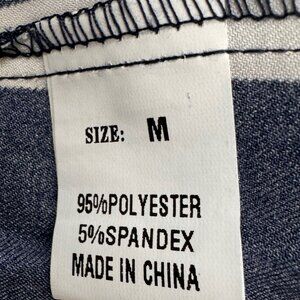 SIZE: M
95%POLYESTER
5%SPANDEX
MADE IN CHINA